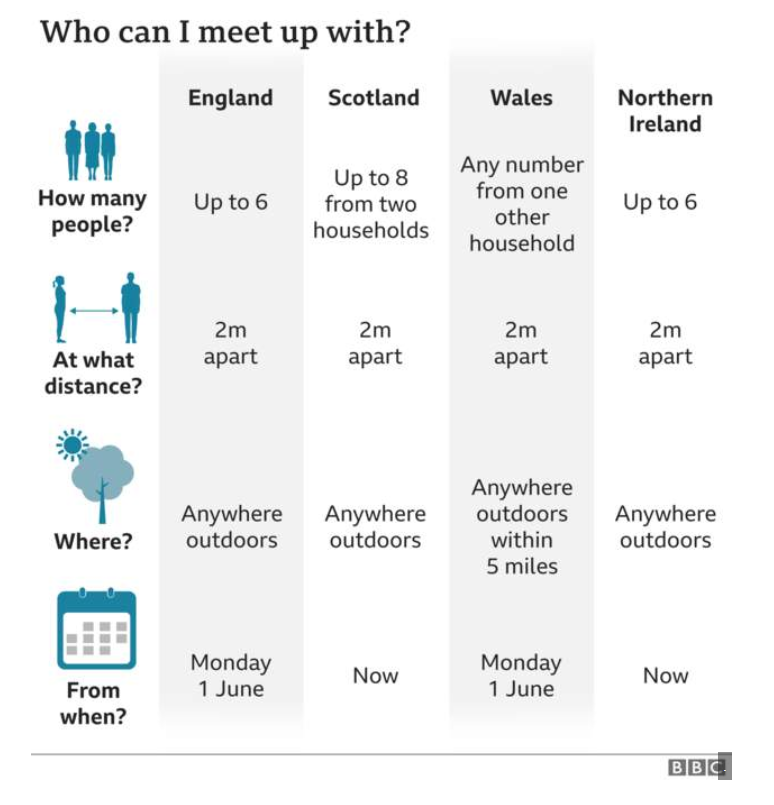 Who can I meet up with?
England
Scotland
Wales
Northern
Ireland
How many
people?
Up to 6
Up to 8
from two
households
Any number
from one
other
household
Up to 6
At what
distance?
2m
apart
2m
apart
2m
apart
2m
apart
Where?
Anywhere
outdoors
Anywhere
outdoors
Anywhere
outdoors
within
5 miles
Anywhere
outdoors
From
when?
Monday
1 June
Now
Monday
1 June
Now
BBC